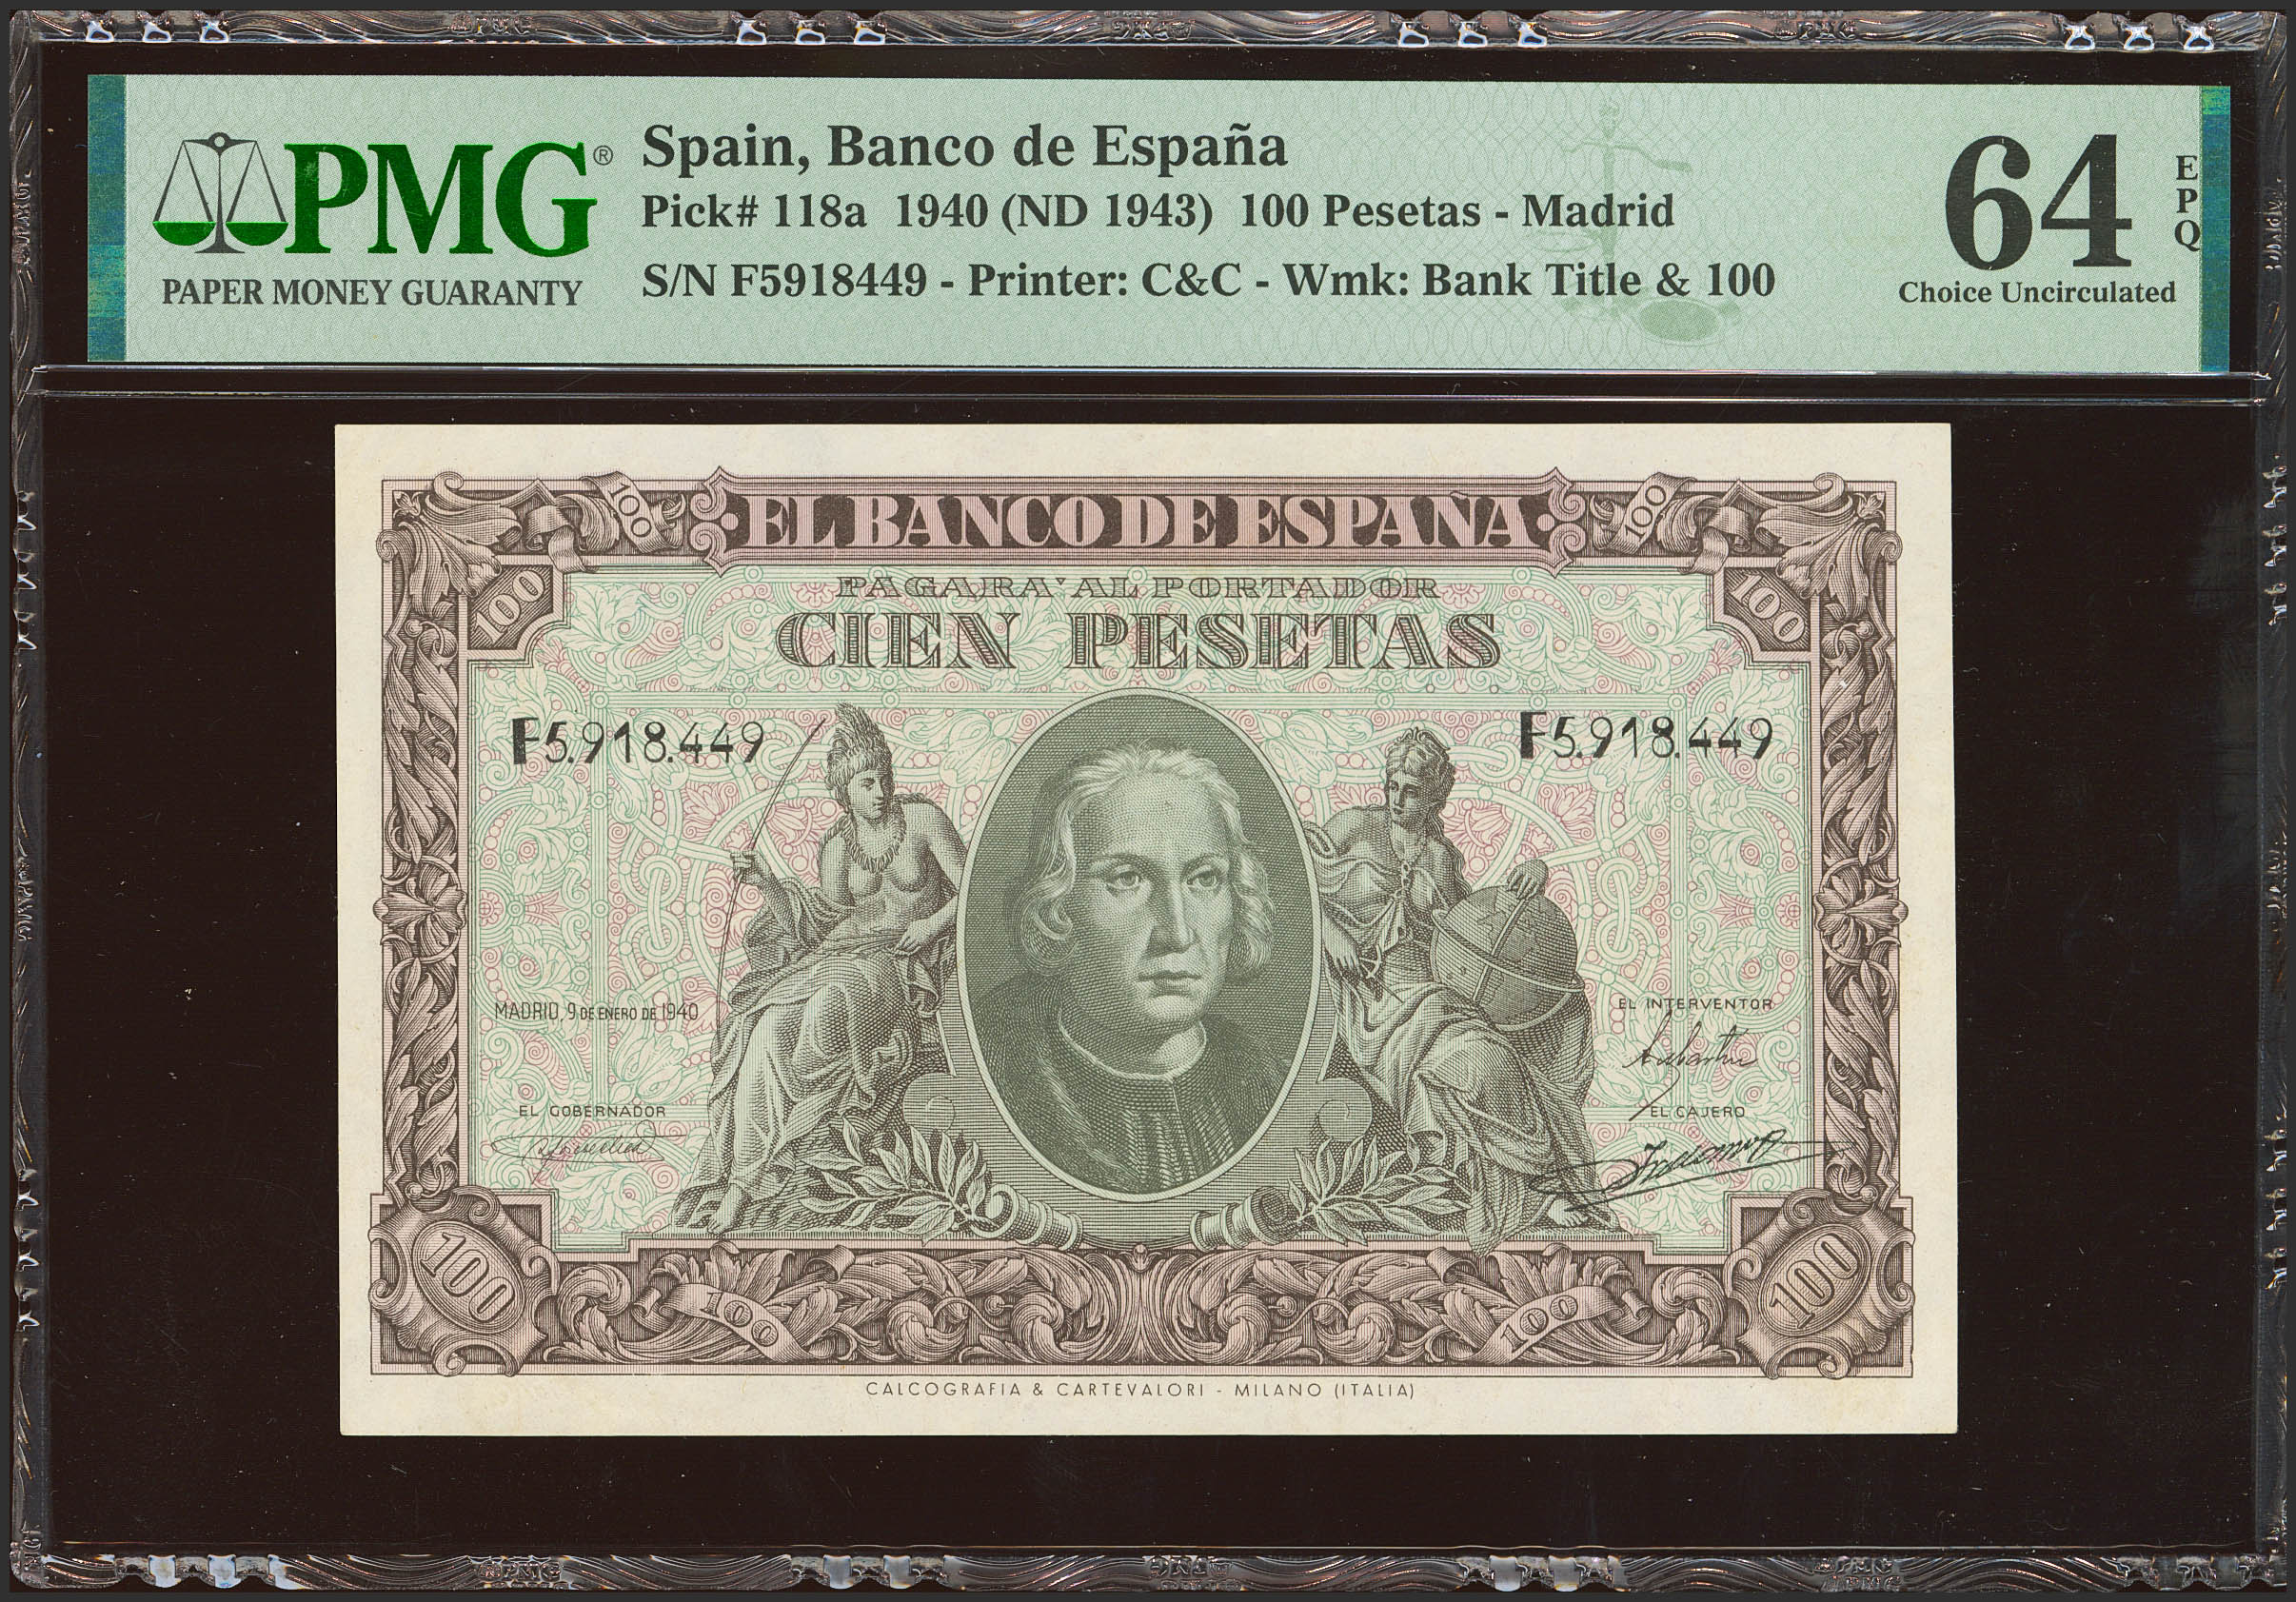 PMG®
PAPER MONEY GUARANTY
Spain, Banco de España
Pick# 118a 1940 (ND 1943) 100 Pesetas - Madrid
S/N F5918449 - Printer: C&C - Wmk: Bank Title & 100
64
EPQ
Choice Uncirculated
100
EL BANCO DE ESPAÑA
100
100
PAGARA' AL PORTADOR
100
CIEN PESETAS
F5.918.449
F5.918.449
MADRID, 9 DE ENERO DE 1940
EL INTERVENTOR
EL GOBERNADOR
EL CAJERO
100
100
100
100
CALCOGRAFIA & CARTEVALORI - MILANO (ITALIA)